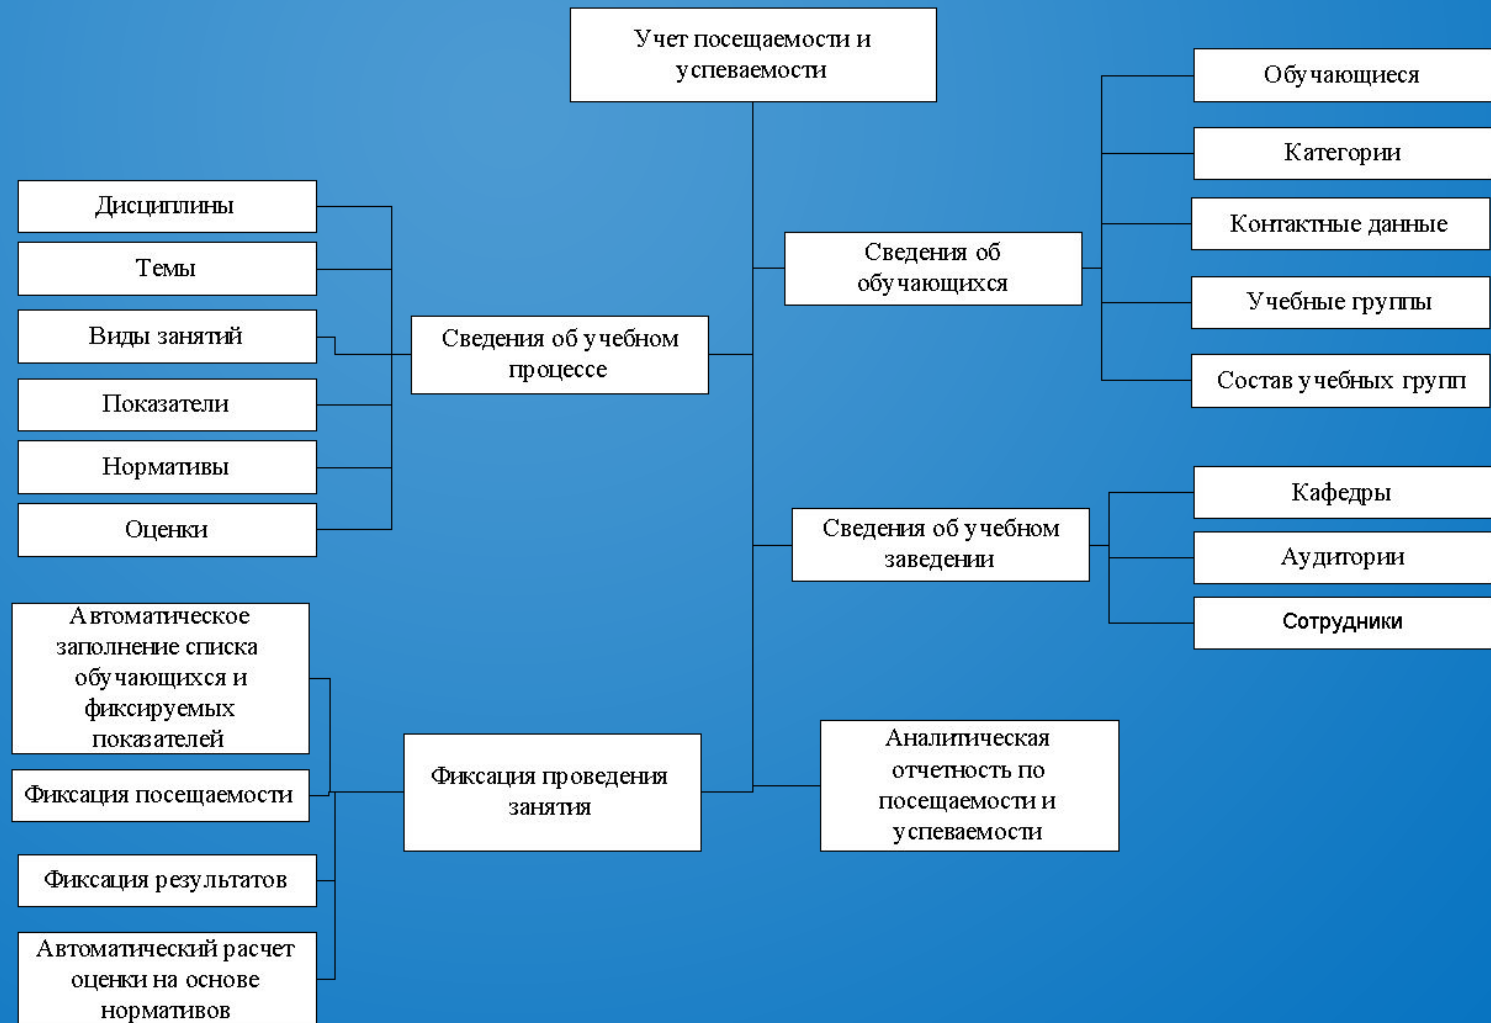 Учет посещаемости и
успеваемости
Дисциплины
Темы
Виды занятий
Показатели
Нормативы
Оценки
Сведения об учебном
процессе
Сведения об
обучающихся
Обучающиеся
Категории
Контактные данные
Учебные группы
Состав учебных групп
Сведения об учебном
заведении
Кафедры
Аудитории
Сотрудники
Автоматическое
заполнение списка
обучающихся и
фиксируемых
показателей
Фиксация посещаемости
Фиксация результатов
Автоматический расчет
оценки на основе
нормативов
Фиксация проведения
занятия
Аналитическая
отчетность по
посещаемости и
успеваемости